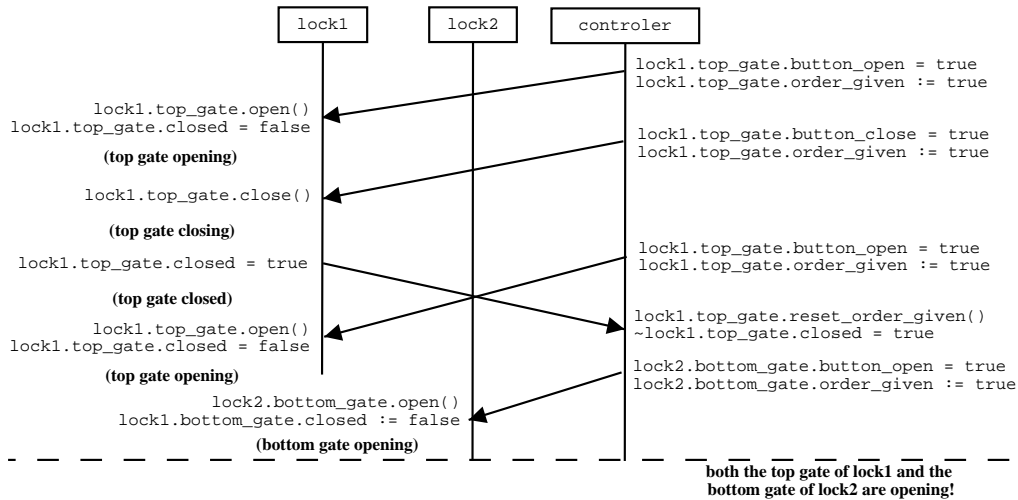 lock1
lock2
controler
lock1.top_gate.button_open = true
lock1.top_gate.order_given := true
lock1.top_gate.open()
lock1.top_gate.closed = false
(top gate opening)
lock1.top_gate.button_close = true
lock1.top_gate.order_given := true
lock1.top_gate.close()
(top gate closing)
lock1.top_gate.button_open = true
lock1.top_gate.order_given := true
lock1.top_gate.closed = true
(top gate closed)
lock1.top_gate.reset_order_given()
~lock1.top_gate.closed = true
lock1.top_gate.open()
lock1.top_gate.closed = false
(top gate opening)
lock2.bottom_gate.button_open = true
lock2.bottom_gate.order_given := true
lock2.bottom_gate.open()
lock1.bottom_gate.closed := false
(bottom gate opening)
both the top gate of lock1 and the
bottom gate of lock2 are opening!